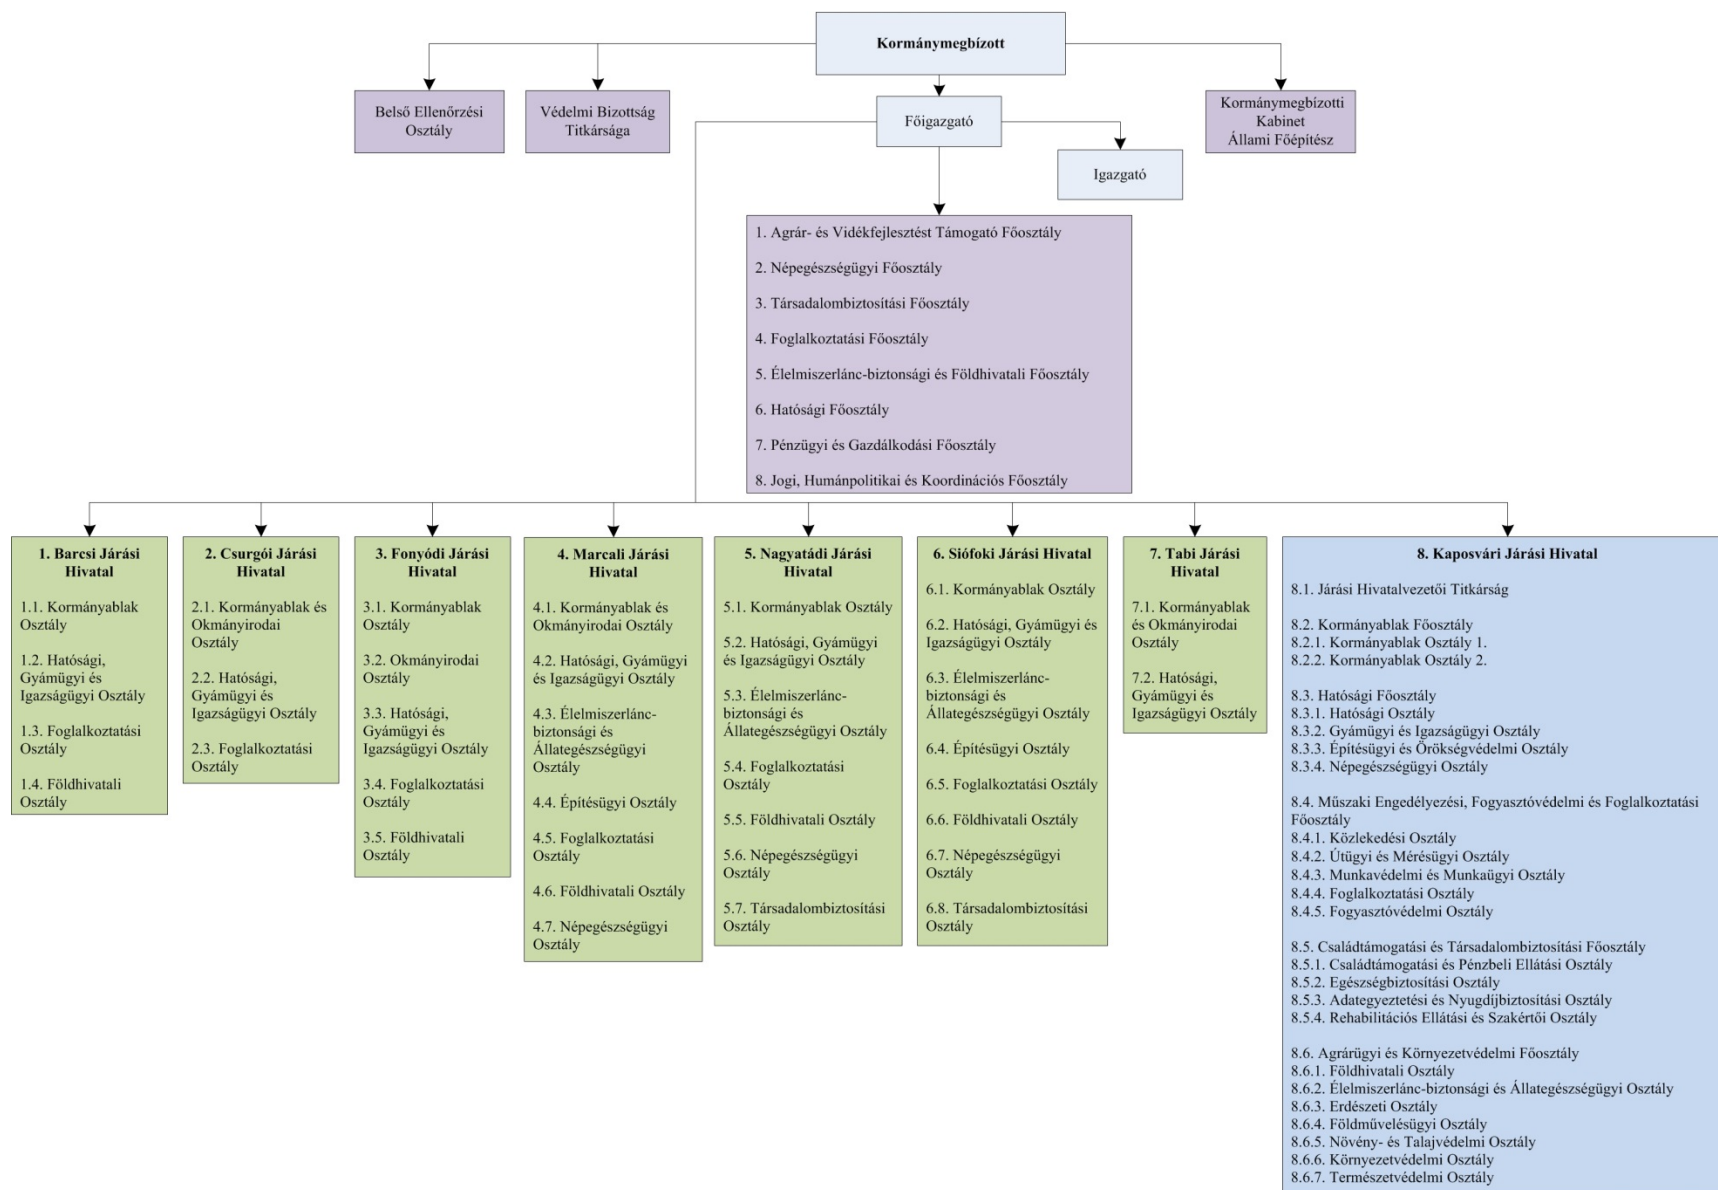 Kormánymegbízott
Belső Ellenőrzési
Osztály
Védelmi Bizottság
Titkársága
Főigazgató
Kormánymegbízotti
Kabinet
Állami Főépítész
Igazgató
1. Agrár- és Vidékfejlesztést Támogató Főosztály
2. Népegészségügyi Főosztály
3. Társadalombiztosítási Főosztály
4. Foglalkoztatási Főosztály
5. Élelmiszerlánc-biztonsági és Földhivatali Főosztály
6. Hatósági Főosztály
7. Pénzügyi és Gazdálkodási Főosztály
8. Jogi, Humánpolitikai és Koordinációs Főosztály
1. Barcsi Járási
Hivatal
1.1. Kormányablak
Osztály
1.2. Hatósági,
Gyámügyi és
Igazságügyi Osztály
1.3. Foglalkoztatási
Osztály
1.4. Földhivatali
Osztály
2. Csurgói Járási
Hivatal
2.1. Kormányablak és
Okmányirodai
Osztály
2.2. Hatósági,
Gyámügyi és
Igazságügyi Osztály
2.3. Foglalkoztatási
Osztály
3. Fonyódi Járási
Hivatal
3.1. Kormányablak
Osztály
3.2. Okmányirodai
Osztály
3.3. Hatósági,
Gyámügyi és
Igazságügyi Osztály
3.4. Foglalkoztatási
Osztály
3.5. Földhivatali
Osztály
4. Marcali Járási
Hivatal
4.1. Kormányablak és
Okmányirodai Osztály
4.2. Hatósági, Gyámügyi
és Igazságügyi Osztály
4.3. Élelmiszerlánc-
biztonsági és
Állategészségügyi
Osztály
4.4. Építésügyi Osztály
4.5. Foglalkoztatási
Osztály
4.6. Földhivatali Osztály
4.7. Népegészségügyi
Osztály
5. Nagyatádi Járási
Hivatal
5.1. Kormányablak Osztály
5.2. Hatósági, Gyámügyi
és Igazságügyi Osztály
5.3. Élelmiszerlánc-
biztonsági és
Állategészségügyi Osztály
5.4. Foglalkoztatási
Osztály
5.5. Földhivatali Osztály
5.6. Népegészségügyi
Osztály
5.7. Társadalombiztosítási
Osztály
6. Siófoki Járási Hivatal
6.1. Kormányablak Osztály
6.2. Hatósági, Gyámügyi és
Igazságügyi Osztály
6.3. Élelmiszerlánc-
biztonsági és
Állategészségügyi Osztály
6.4. Építésügyi Osztály
6.5. Foglalkoztatási Osztály
6.6. Földhivatali Osztály
6.7. Népegészségügyi
Osztály
6.8. Társadalombiztosítási
Osztály
7. Tabi Járási
Hivatal
7.1. Kormányablak
és Okmányirodai
Osztály
7.2. Hatósági,
Gyámügyi és
Igazságügyi Osztály
8. Kaposvári Járási Hivatal
8.1. Járási Hivatalvezetői Titkárság
8.2. Kormányablak Főosztály
8.2.1. Kormányablak Osztály 1.
8.2.2. Kormányablak Osztály 2.
8.3. Hatósági Főosztály
8.3.1. Hatósági Osztály
8.3.2. Gyámügyi és Igazságügyi Osztály
8.3.3. Építésügyi és Örökségvédelmi Osztály
8.3.4. Népegészségügyi Osztály
8.4. Műszaki Engedélyezési, Fogyasztóvédelmi és Foglalkoztatási
Főosztály
8.4.1. Közlekedési Osztály
8.4.2. Útügyi és Mérésügyi Osztály
8.4.3. Munkavédelmi és Munkaügyi Osztály
8.4.4. Foglalkoztatási Osztály
8.4.5. Fogyasztóvédelmi Osztály
8.5. Családtámogatási és Társadalombiztosítási Főosztály
8.5.1. Családtámogatási és Pénzbeli Ellátási Osztály
8.5.2. Egészségbiztosítási Osztály
8.5.3. Adategyeztetési és Nyugdíjbiztosítási Osztály
8.5.4. Rehabilitációs Ellátási és Szakértői Osztály
8.6. Agrárügyi és Környezetvédelmi Főosztály
8.6.1. Földhivatali Osztály
8.6.2. Élelmiszerlánc-biztonsági és Állategészségügyi Osztály
8.6.3. Erdészeti Osztály
8.6.4. Földművelésügyi Osztály
8.6.5. Növény- és Talajvédelmi Osztály
8.6.6. Környezetvédelmi Osztály
8.6.7. Természetvédelmi Osztály